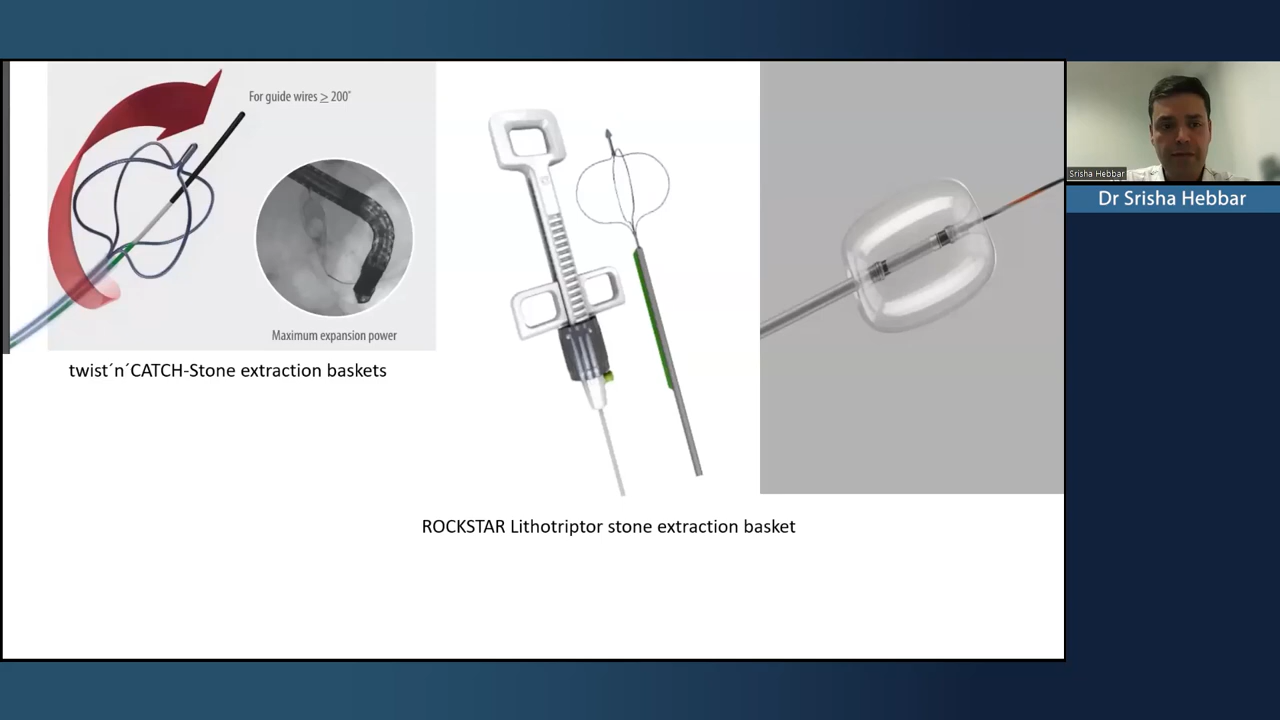 For guide wires ≥ 200"
Maximum expansion power
twist´n´CATCH-Stone extraction baskets
ROCKSTAR Lithotriptor stone extraction basket
Srisha Hebbar
Dr Srisha Hebbar